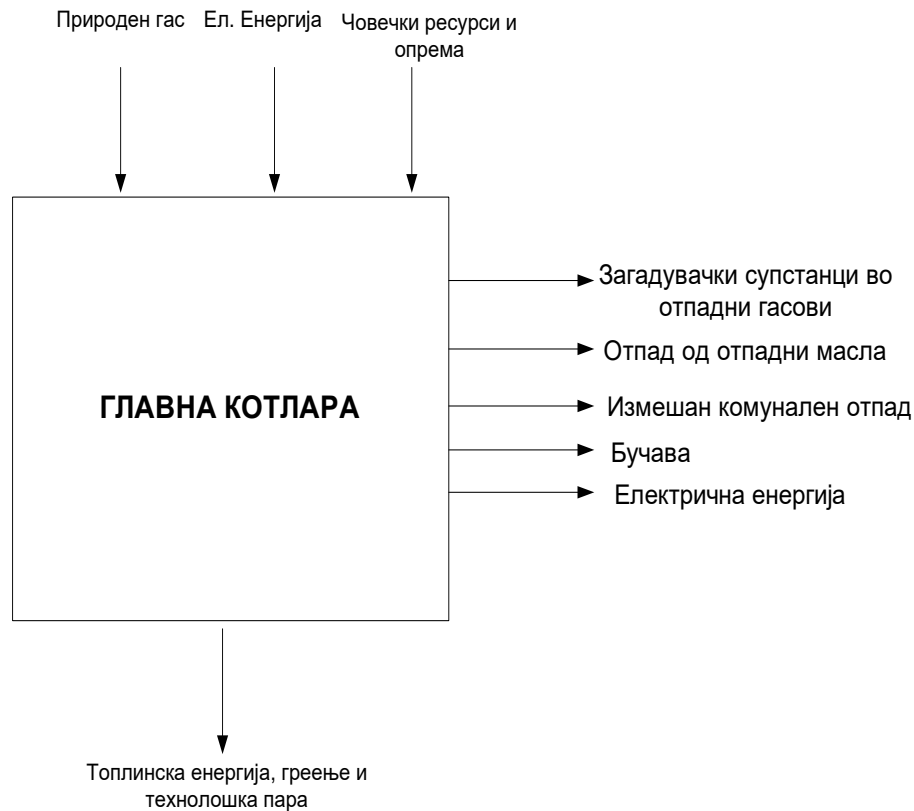 Природен гас
Ел. Енергија
Човечки ресурси и
опрема
Загадувачки супстанци во
отпадни гасови
Отпад од отпадни масла
ГЛАВНА КОТЛАРА
Измешан комунален отпад
Бучава
Електрична енергија
Топлинска енергија, греење и
технолошка пара